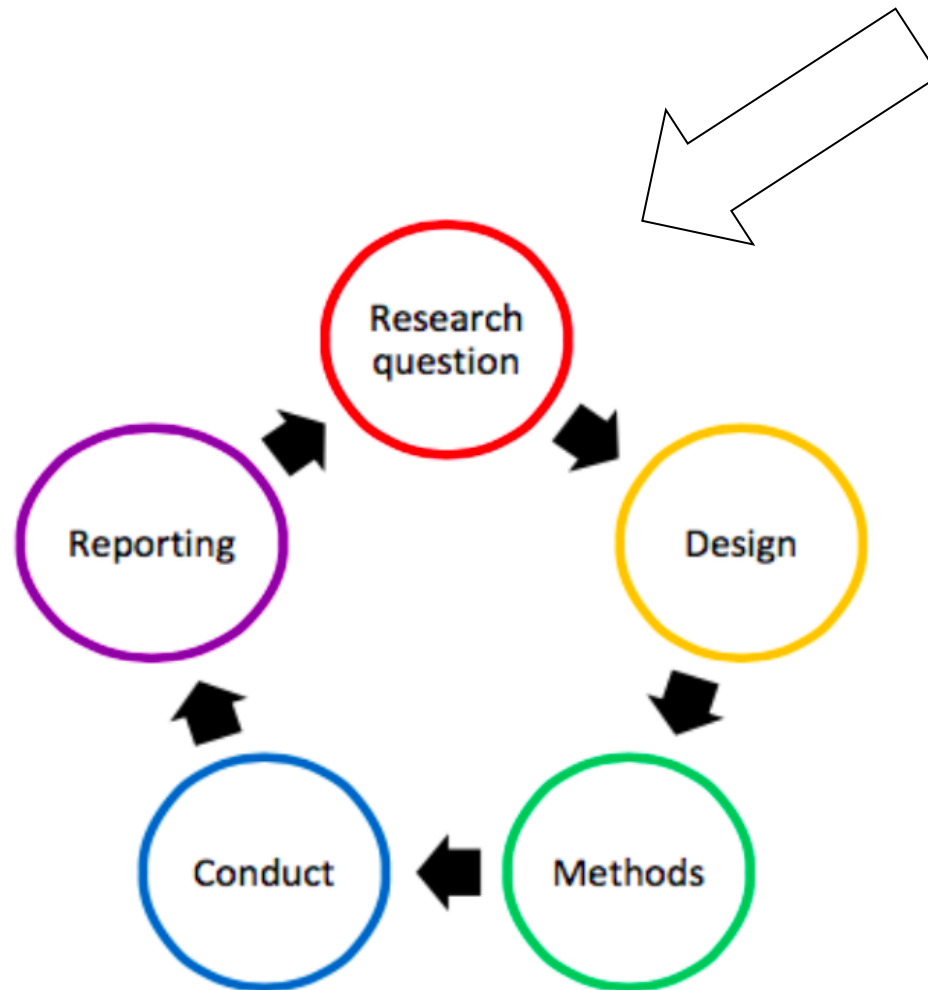 Research
question
Design
Methods
Conduct
Reporting